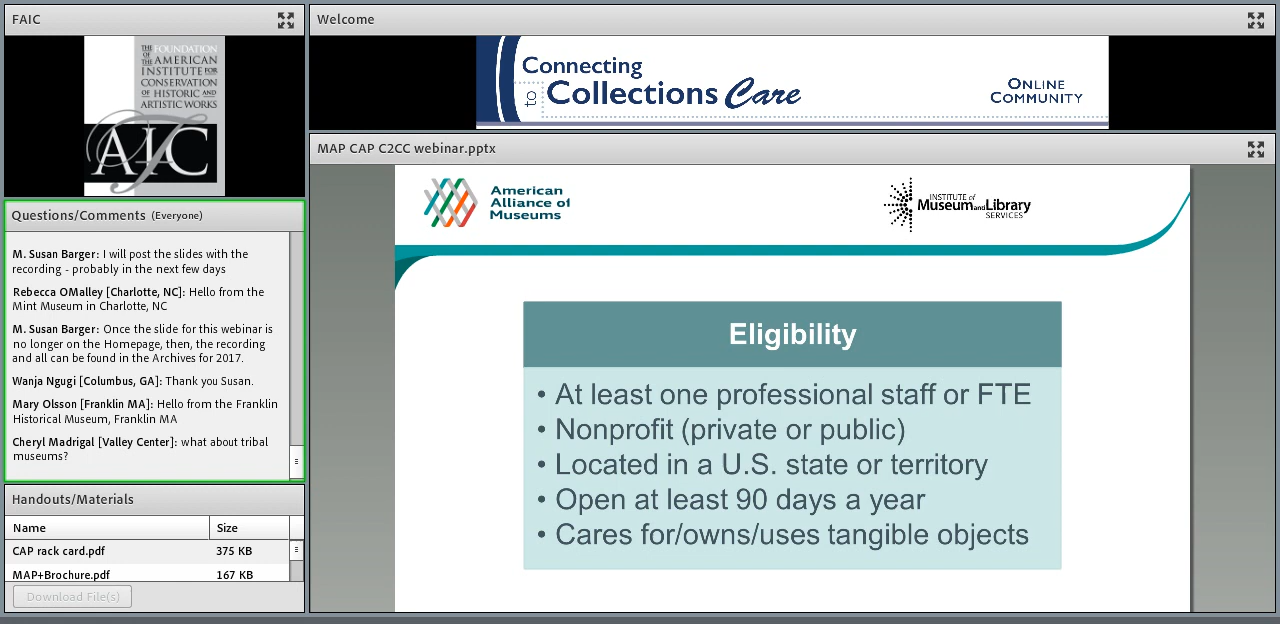 FAIC
THE FOUNDATION
OF THE AMERICAN
INSTITUTE FOR
CONSERVATION
OF HISTORIC AND
ARTISTIC WORKS
AIC
Questions/Comments (Everyone)
M. Susan Barger: I will post the slides with the
recording - probably in the next few days
Rebecca OMalley [Charlotte, NC]: Hello from the
Mint Museum in Charlotte, NC
M. Susan Barger: Once the slide for this webinar is
no longer on the Homepage, then, the recording
and all can be found in the Archives for 2017.
Wanja Ngugi [Columbus, GA]: Thank you Susan.
Mary Olsson [Franklin MA]: Hello from the Franklin
Historical Museum, Franklin MA
Cheryl Madrigal [Valley Center]: what about tribal
museums?
Handouts/Materials
Name Size
CAP rack card.pdf 375 KB
MAP+Brochure.pdf 167 KB
Download File(s)
Welcome
Connecting
to Collections Care
ONLINE
COMMUNITY
MAP CAP C2CC webinar.pptx
American
Alliance of
Museums
INSTITUTE of
Museum and Library
SERVICES
Eligibility
• At least one professional staff or FTE
• Nonprofit (private or public)
• Located in a U.S. state or territory
• Open at least 90 days a year
• Cares for/owns/uses tangible objects